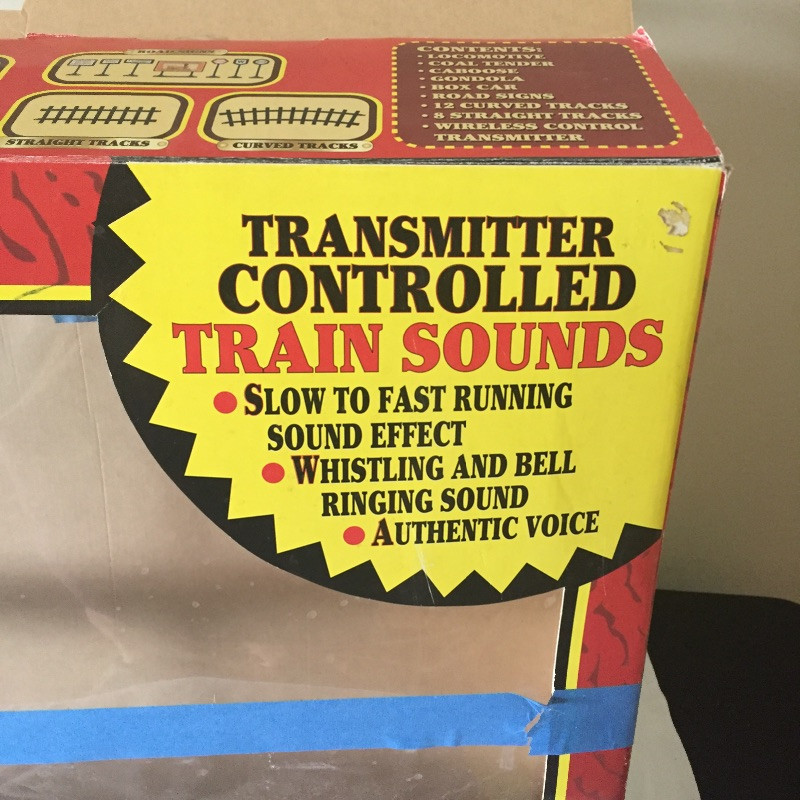 ROAD SIGNS
STRAIGHT TRACKS
CURVED TRACKS
CONTENTS:
• LOCOMOTIVE
• COAL TENDER
• CABOOSE
• GONDOLA
• BOX CAR
• ROAD SIGNS
• 12 CURVED TRACKS
• 8 STRAIGHT TRACKS
• WIRELESS CONTROL
TRANSMITTER
TRANSMITTER
CONTROLLED
TRAIN SOUNDS
• SLOW TO FAST RUNNING
SOUND EFFECT
• WHISTLING AND BELL
RINGING SOUND
• AUTHENTIC VOICE